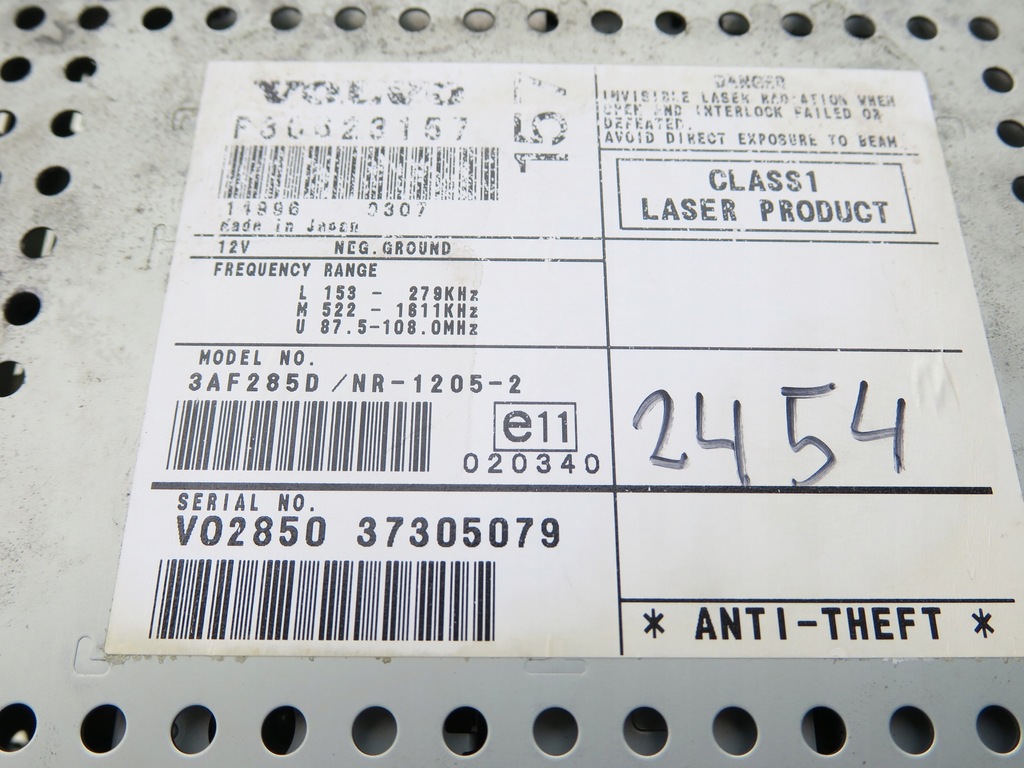 VOLVO
P30623157
11996 0307
Made in Japan
157
12V NEG.GROUND
FREQUENCY RANGE
L 153 - 279KHz
M 522 - 1611KHz
U 87.5-108.0MHz
MODEL NO.
3AF285D /NR-1205-2
e11
020340
SERIAL NO.
VO2850 37305079
DANGER
INVISIBLE LASER RADIATION WHEN
OPEN AND INTERLOCK FAILED OR
DEFEATED.
AVOID DIRECT EXPOSURE TO BEAM
CLASS1
LASER PRODUCT
2454
* ANTI-THEFT *